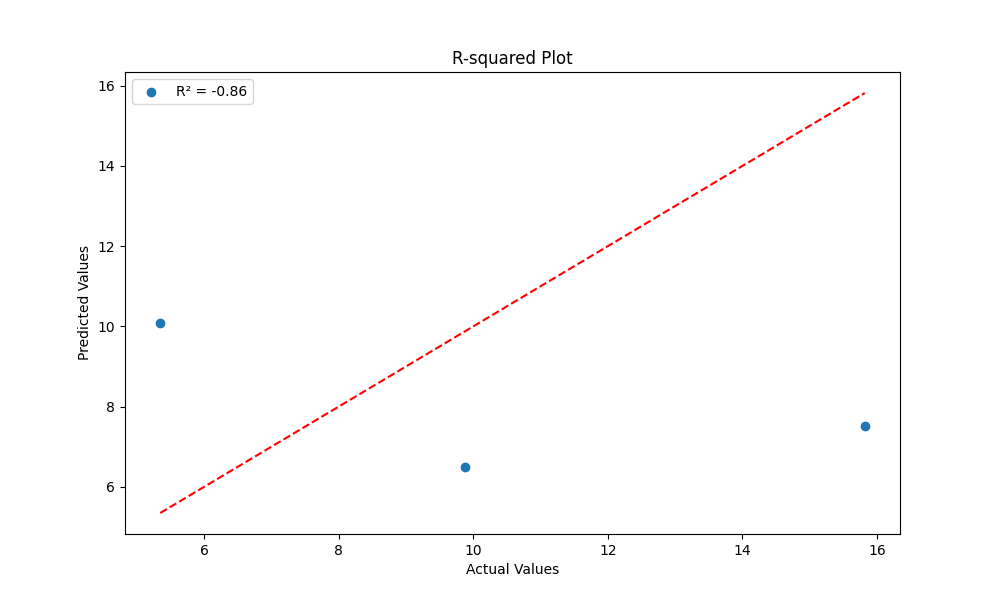 R-squared Plot
R² = -0.86
16
14
12
10
8
6
Predicted Values
6 8 10 12 14 16
Actual Values